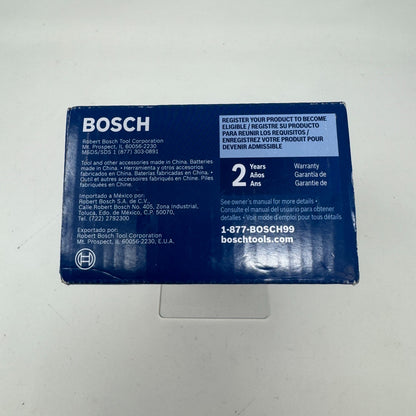 BOSCH
Robert Bosch Tool Corporation
Mt. Prospect, IL 60056-2230
MSDS/SDS 1 (877) 303-0891
Tool and other accessories made in China. Batteries
made in China. • Herramienta y otros accesorios
fabricados en China. Baterías fabricadas en China. •
Outil et autres accessoires fabriqués en Chine. Piles
fabriquées en Chine.
Importado a México por:
Robert Bosch S.A. de C.V.
Calle Robert Bosch No. 405, Zona Industrial,
Toluca, Edo. de México, C.P. 50070,
Tel. (722) 2792300
Exportado por:
Robert Bosch Tool Corporation
Mt. Prospect, IL 60056-2230, E.U.A.
REGISTER YOUR PRODUCT TO BECOME
ELIGIBLE / REGISTRE SU PRODUCTO
PARA REUNIR LOS REQUISITOS /
ENREGISTREZ VOTRE PRODUIT POUR
DEVENIR ADMISSIBLE
2 Years Warranty
Años Garantía de
Ans Garantie de
See owner's manual for more details •
Consulte el manual del usuario para obtener
detalles • Voir mode d'emploi pour tous détails
1-877-BOSCH99
boschtools.com